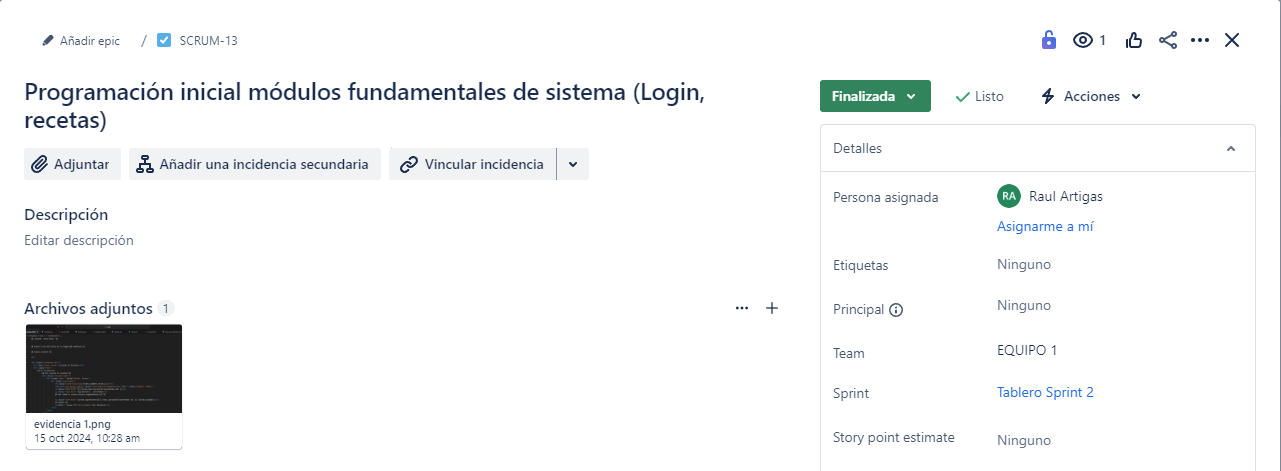 Añadir epic / SCRUM-13
1
Programación inicial módulos fundamentales de sistema (Login,
recetas)
Finalizada
Listo
Acciones
Adjuntar
Añadir una incidencia secundaria
Vincular incidencia
Detalles
Descripción
Editar descripción
Persona asignada
RA Raul Artigas
Asignarme a mí
Etiquetas
Ninguno
Principal
Ninguno
Team
EQUIPO 1
Sprint
Tablero Sprint 2
Story point estimate
Ninguno
Archivos adjuntos 1
evidencia 1.png
15 oct 2024, 10:28 am